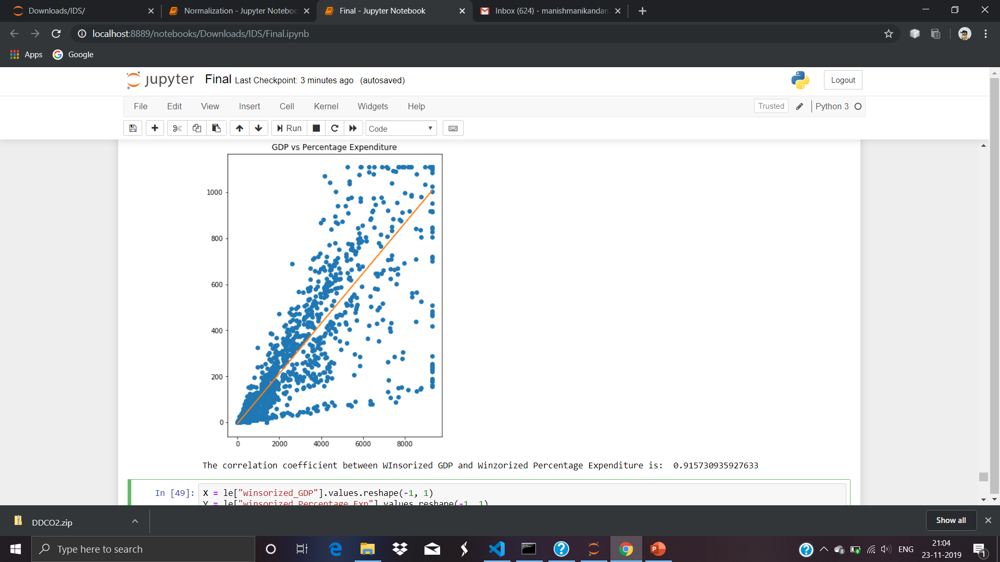 Downloads/IDS/
Normalization - Jupyter Noteboo
Final - Jupyter Notebook
Inbox (624) - manishmanikandan
localhost:8889/notebooks/Downloads/IDS/Final.ipynb
Apps
Google
jupyter
Final Last Checkpoint: 3 minutes ago (autosaved)
Logout
File Edit View Insert Cell Kernel Widgets Help
Trusted
Python 3
Run
Code
GDP vs Percentage Expenditure
1000
800
600
400
200
0
0 2000 4000 6000 8000
The correlation coefficient between WInsorized GDP and Winzorized Percentage Expenditure is: 0.915730935927633
In [49]: X = le["winsorized_GDP"].values.reshape(-1, 1)
Y = le["winsorized_Percentage_Exp"].values.reshape(-1, 1)
DDCO2.zip
Show all
Type here to search
ENG
21:04
23-11-2019
1